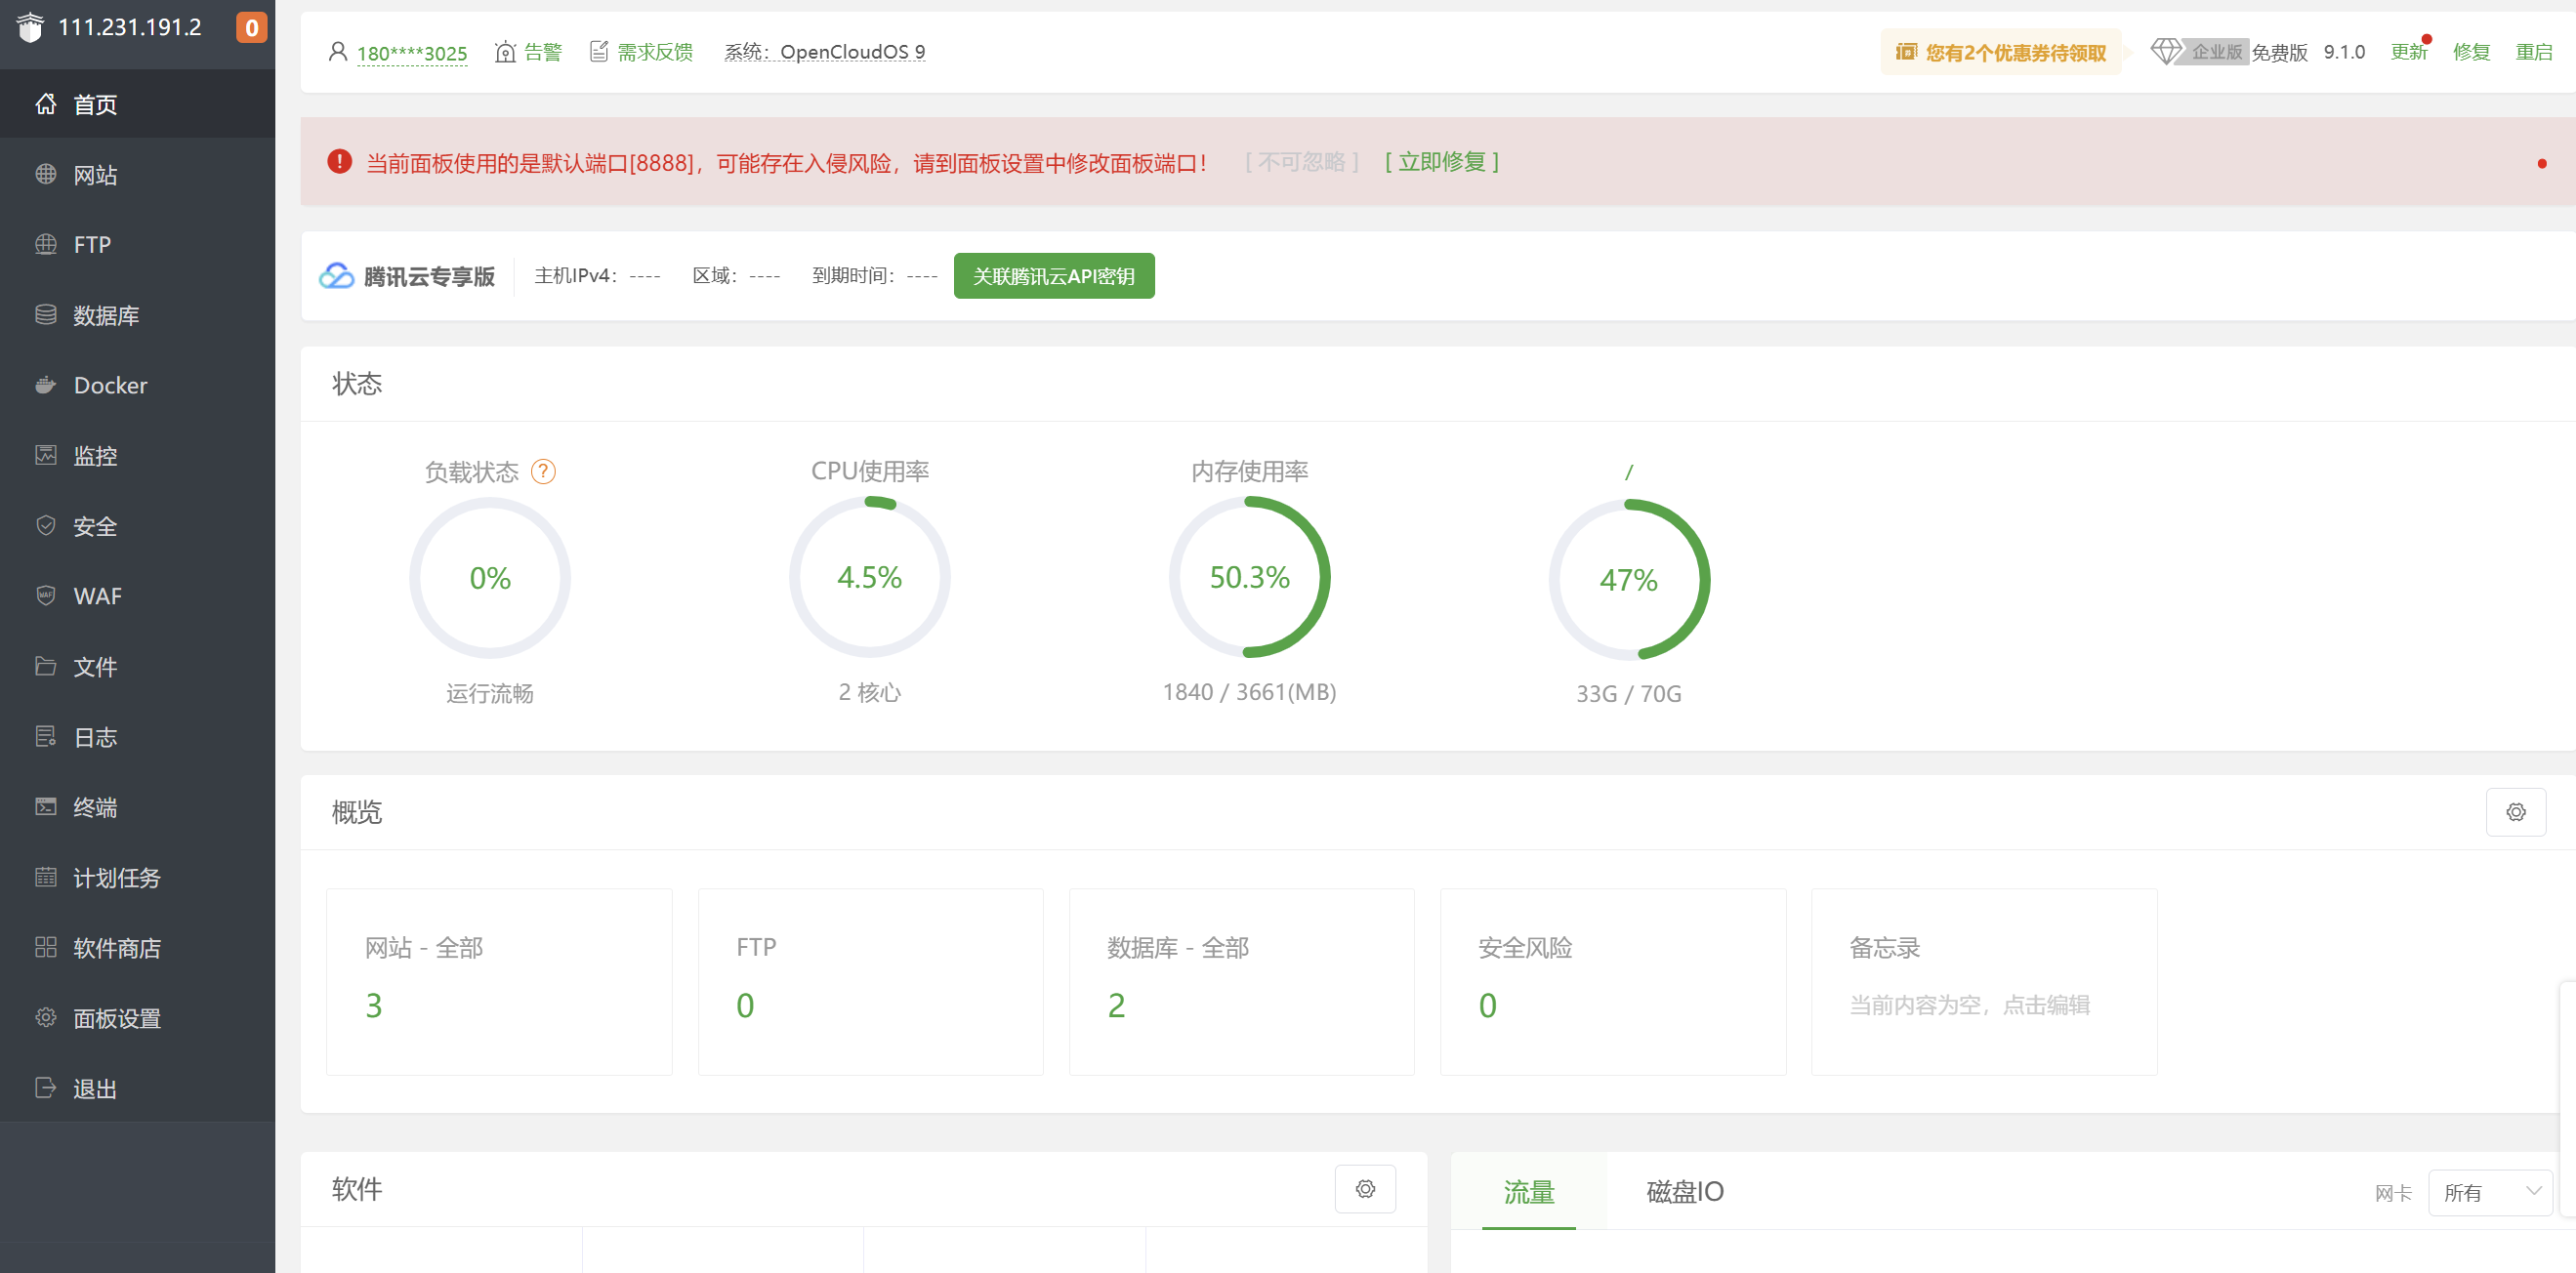 111.231.191.2 0
首页
网站
FTP
数据库
Docker
监控
安全
WAF
文件
日志
终端
计划任务
软件商店
面板设置
退出
180****3025 告警 需求反馈 系统：OpenCloudOS 9
您有2个优惠券待领取 企业版 免费版 9.1.0 更新 修复 重启
当前面板使用的是默认端口[8888]，可能存在入侵风险，请到面板设置中修改面板端口！ [ 不可忽略 ] [ 立即修复 ]
腾讯云专享版 主机IPv4：---- 区域：---- 到期时间：---- 关联腾讯云API密钥
状态
负载状态 ? CPU使用率 内存使用率 /
0% 4.5% 50.3% 47%
运行流畅 2 核心 1840 / 3661(MB) 33G / 70G
概览
网站 - 全部 FTP 数据库 - 全部 安全风险 备忘录
3 0 2 0 当前内容为空，点击编辑
软件
流量 磁盘IO 网卡 所有